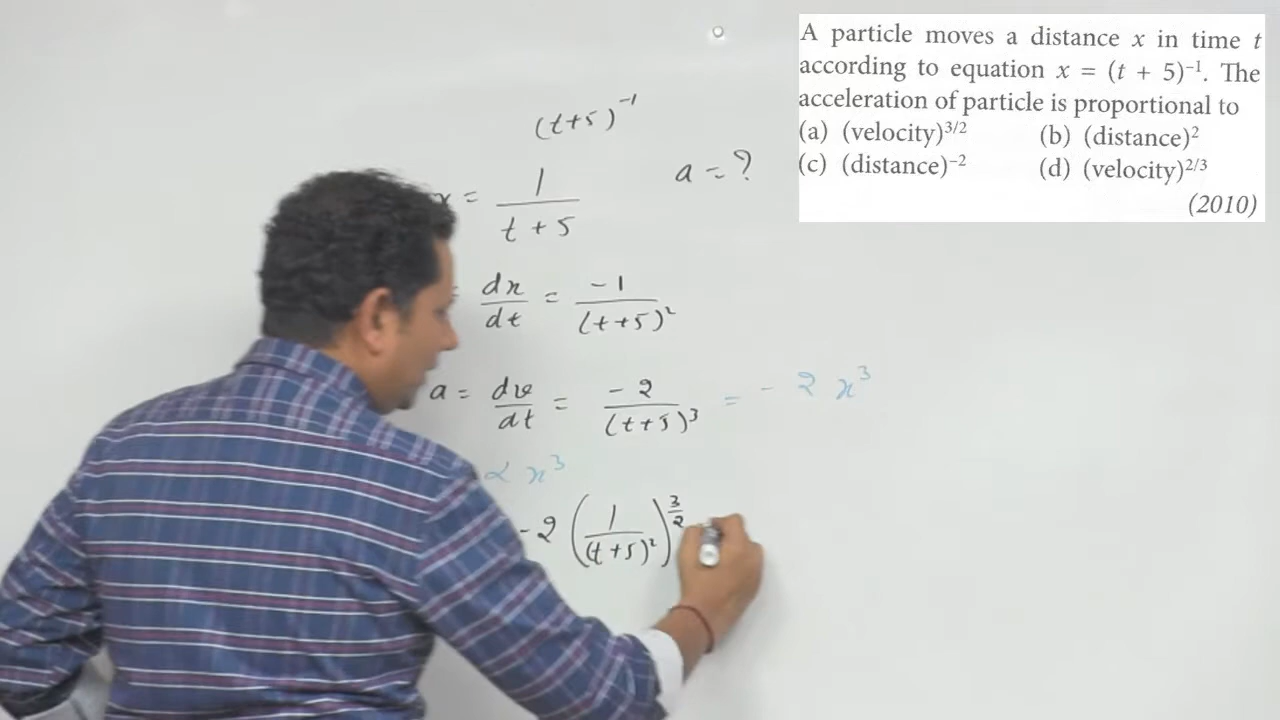 A particle moves a distance x in time t
according to equation x = (t + 5)⁻¹. The
acceleration of particle is proportional to
(a) (velocity)^3/2 (b) (distance)²
(c) (distance)⁻² (d) (velocity)^2/3
(2010)
(t+5)⁻¹
x = 1/(t+5) a = ?
dx/dt = -1/(t+5)²
a = dv/dt = -2/(t+5)³ = -2x³
∝ x³
-2(1/(t+5)²)^3/2